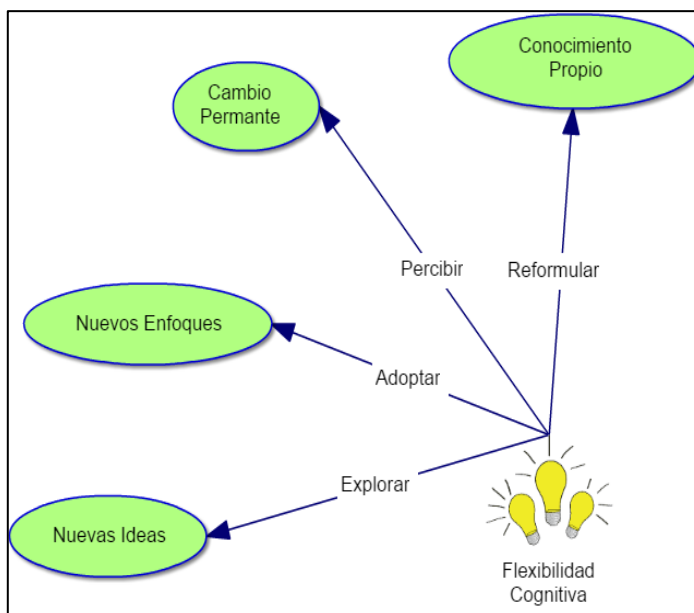 Conocimiento
Propio
Cambio
Permante
Percibir
Reformular
Nuevos Enfoques
Adoptar
Explorar
Nuevas Ideas
Flexibilidad
Cognitiva